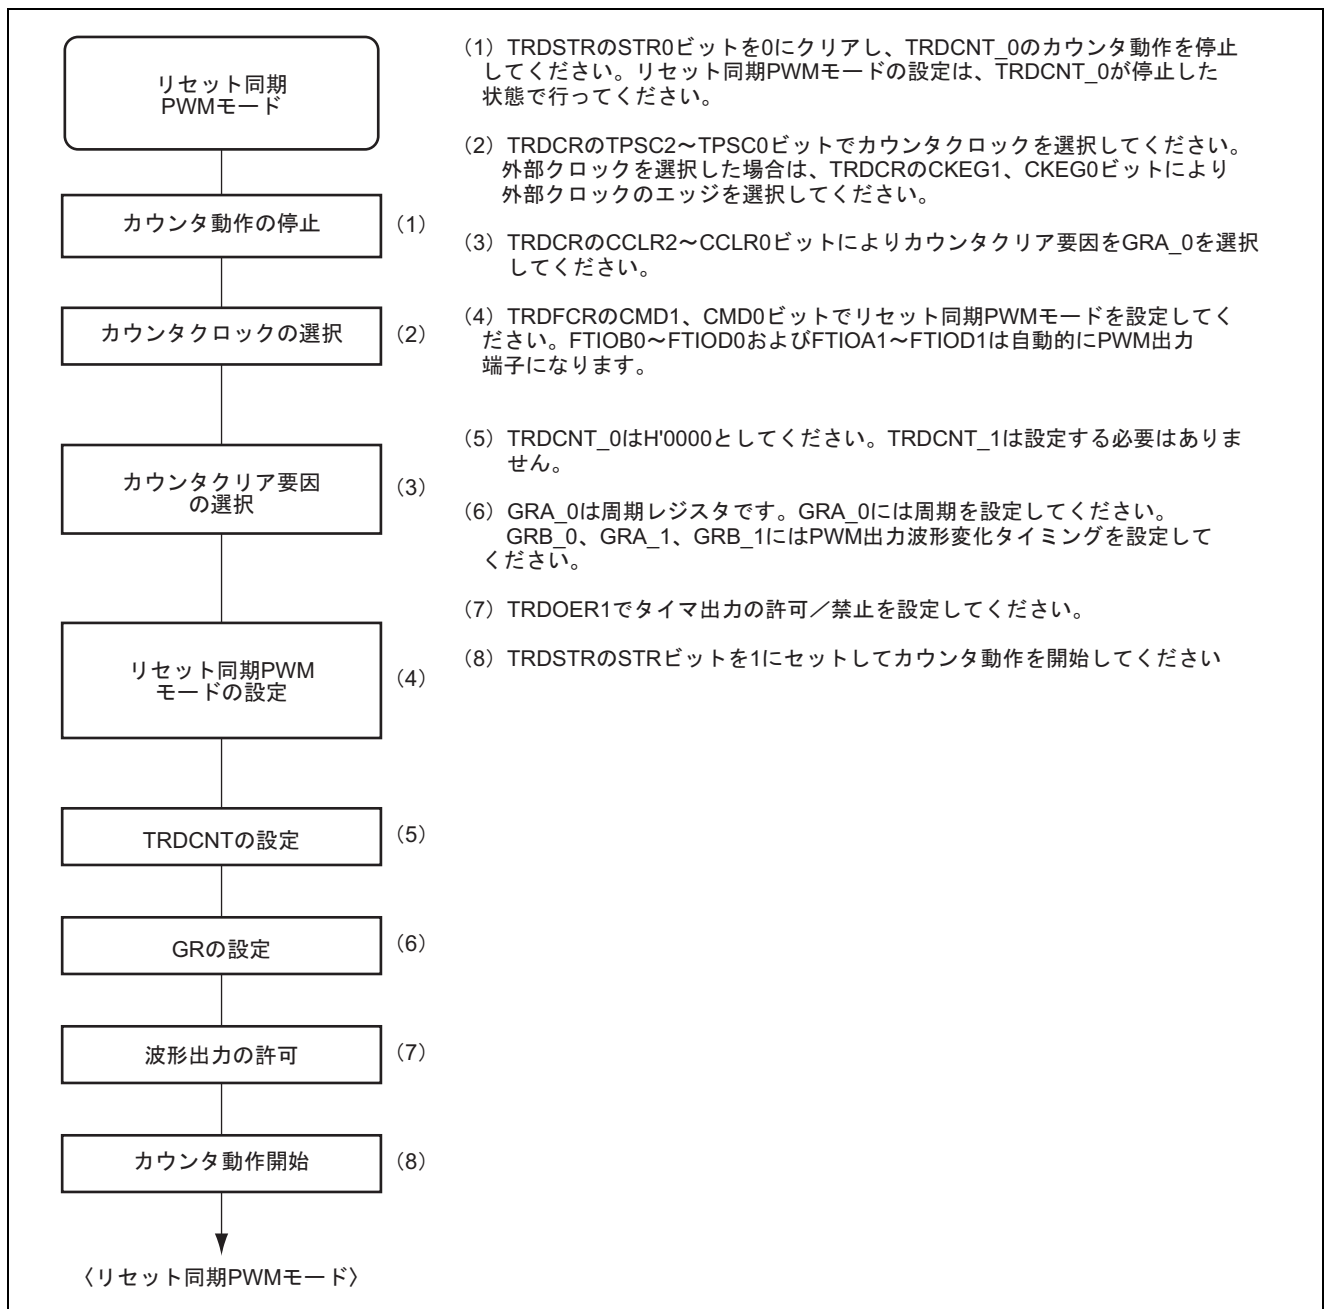 リセット同期
PWMモード
カウンタ動作の停止
(1)
カウンタクロックの選択
(2)
カウンタクリア要因
の選択
(3)
リセット同期PWM
モードの設定
(4)
TRDCNTの設定
(5)
GRの設定
(6)
波形出力の許可
(7)
カウンタ動作開始
(8)
〈リセット同期PWMモード〉
(1) TRDSTRのSTR0ビットを0にクリアし、TRDCNT_0のカウンタ動作を停止
してください。リセット同期PWMモードの設定は、TRDCNT_0が停止した
状態で行ってください。
(2) TRDCRのTPSC2～TPSC0ビットでカウンタクロックを選択してください。
外部クロックを選択した場合は、TRDCRのCKEG1、CKEG0ビットにより
外部クロックのエッジを選択してください。
(3) TRDCRのCCLR2～CCLR0ビットによりカウンタクリア要因をGRA_0を選択
してください。
(4) TRDFCRのCMD1、CMD0ビットでリセット同期PWMモードを設定してく
ださい。FTIOB0～FTIOD0およびFTIOA1～FTIOD1は自動的にPWM出力
端子になります。
(5) TRDCNT_0はH'0000としてください。TRDCNT_1は設定する必要はありま
せん。
(6) GRA_0は周期レジスタです。GRA_0には周期を設定してください。
GRB_0、GRA_1、GRB_1にはPWM出力波形変化タイミングを設定して
ください。
(7) TRDOER1でタイマ出力の許可／禁止を設定してください。
(8) TRDSTRのSTRビットを1にセットしてカウンタ動作を開始してください